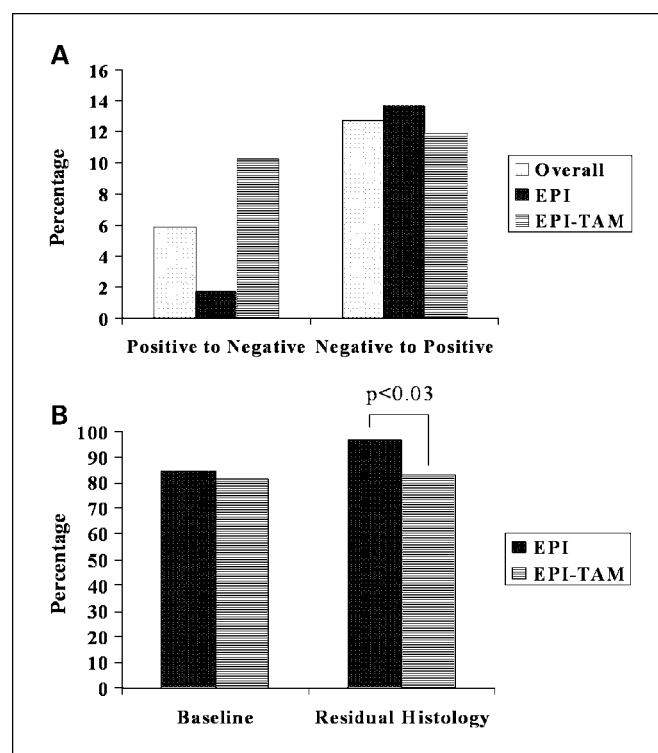 A
Percentage
16
14
12
10
8
6
4
2
0
Positive to Negative Negative to Positive
Overall
EPI
EPI-TAM
B
p<0.03
Percentage
100
90
80
70
60
50
40
30
20
10
0
Baseline Residual Histology
EPI
EPI-TAM